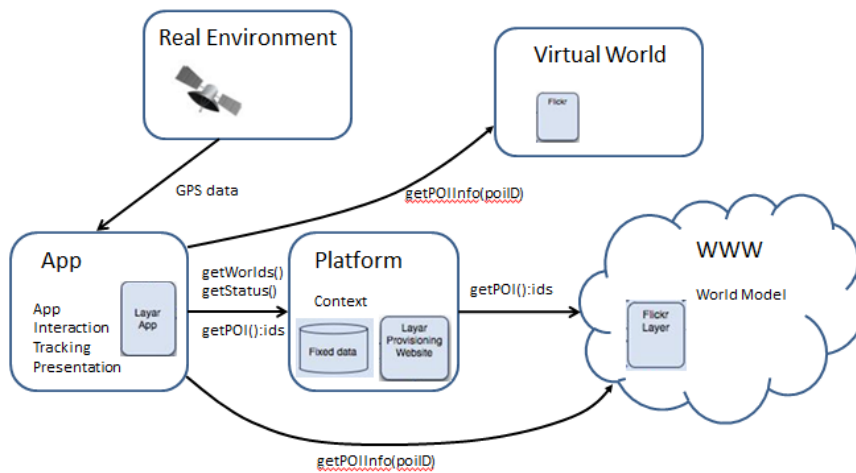 Real Environment
Virtual World
Flickr
GPS data
getPOIInfo(poiID)
App
App
Interaction
Tracking
Presentation
Layar
App
getWorlds()
getStatus()
getPOI():ids
Platform
Context
Fixed data
Layar
Provisioning
Website
getPOI():ids
WWW
World Model
Flickr
Layer
getPOIInfo(poiID)